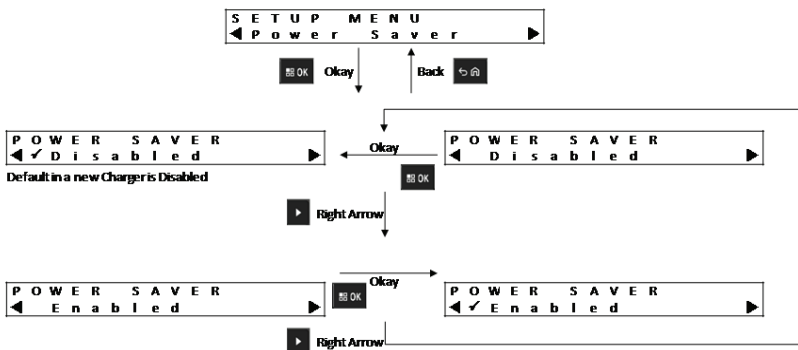 SETUP MENU
◀ Power Saver ▶
OK Okay Back
POWER SAVER
◀ ✓ Disabled ▶
Default in a new Charger is Disabled
Okay
OK
POWER SAVER
◀ Disabled ▶
Right Arrow
POWER SAVER
◀ Enabled ▶
OK
Okay
POWER SAVER
◀ ✓ Enabled ▶
Right Arrow